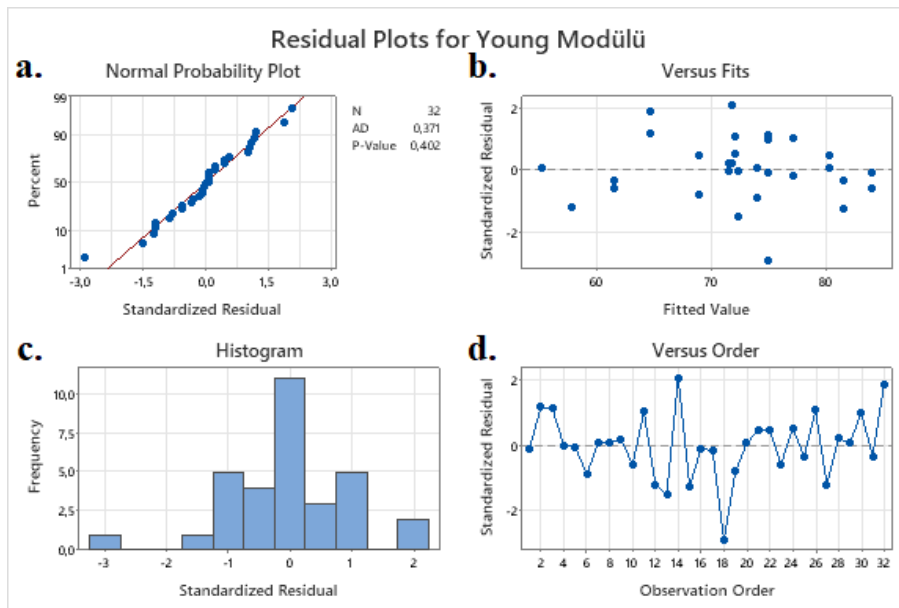 Residual Plots for Young Modülü
a.
Normal Probability Plot
99
90
50
10
1
Percent
-3,0 -1,5 0,0 1,5 3,0
Standardized Residual
N 32
AD 0,371
P-Value 0,402
b.
Versus Fits
2
0
-2
Standardized Residual
60 70 80
Fitted Value
c.
Histogram
10,0
7,5
5,0
2,5
0,0
Frequency
-3 -2 -1 0 1 2
Standardized Residual
d.
Versus Order
2
0
-2
Standardized Residual
2 4 6 8 10 12 14 16 18 20 22 24 26 28 30 32
Observation Order